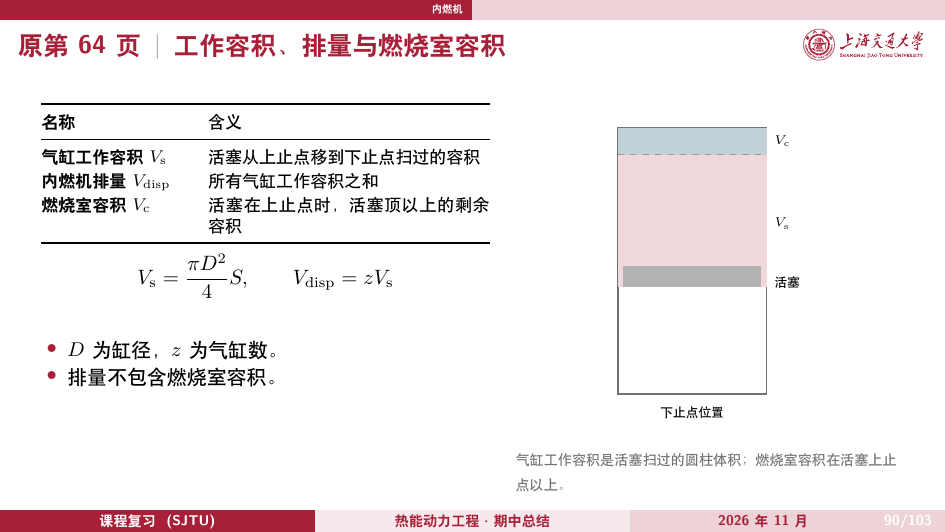 内燃机
原第 64 页 | 工作容积、排量与燃烧室容积
上海交通大学
SHANGHAI JIAO TONG UNIVERSITY
名称 含义
气缸工作容积 Vs 活塞从上止点移到下止点扫过的容积
内燃机排量 Vdisp 所有气缸工作容积之和
燃烧室容积 Vc 活塞在上止点时，活塞顶以上的剩余
容积
Vs = πD²/4 S, Vdisp = zVs
• D 为缸径，z 为气缸数。
• 排量不包含燃烧室容积。
Vc
Vs
活塞
下止点位置
气缸工作容积是活塞扫过的圆柱体积；燃烧室容积在活塞上止
点以上。
课程复习 (SJTU) 热能动力工程 · 期中总结 2026 年 11 月 90/103